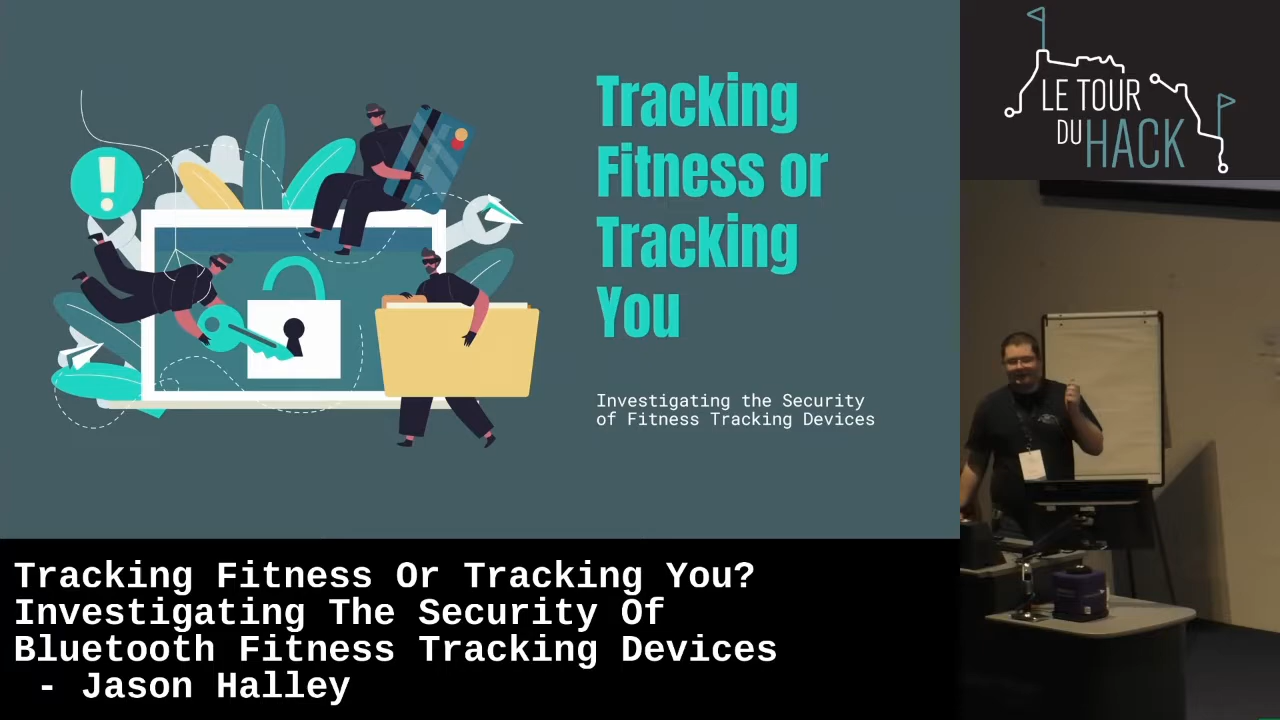 Tracking
Fitness or
Tracking
You
Investigating the Security
of Fitness Tracking Devices
LE TOUR
DU HACK
Tracking Fitness Or Tracking You?
Investigating The Security Of
Bluetooth Fitness Tracking Devices
- Jason Halley